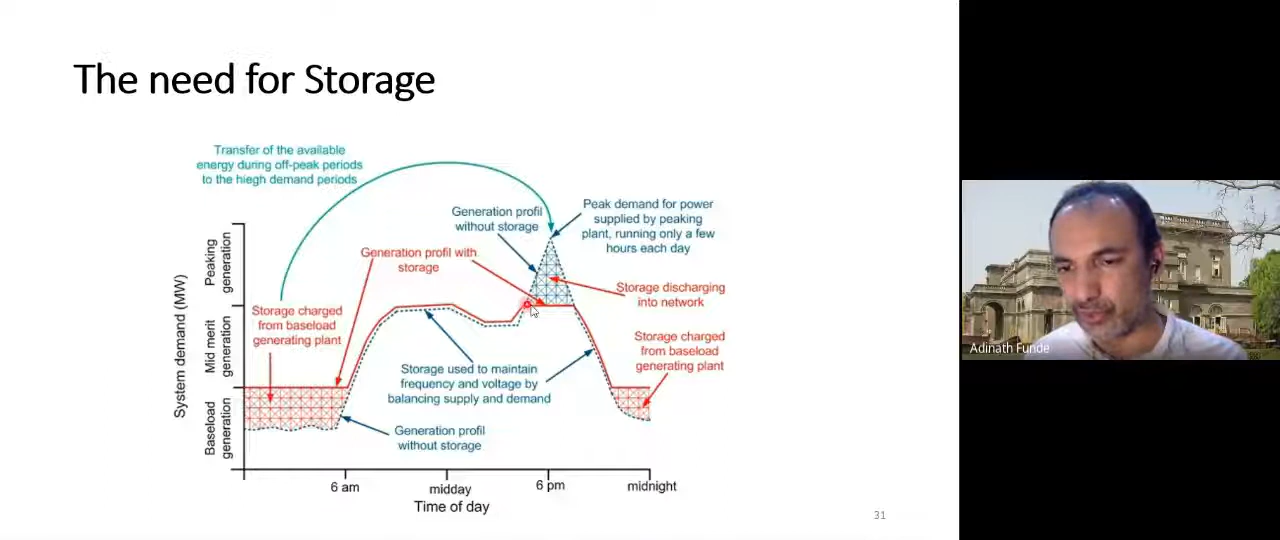 The need for Storage
Transfer of the available
energy during off-peak periods
to the hiegh demand periods
Generation profil
without storage
Peak demand for power
supplied by peaking
plant, running only a few
hours each day
Generation profil with
storage
Storage discharging
into network
Storage charged
from baseload
generating plant
Storage charged
from baseload
generating plant
Storage used to maintain
frequency and voltage by
balancing supply and demand
Generation profil
without storage
System demand (MW)
Peaking
generation
Mid merit
generation
Baseload
generation
6 am
midday
6 pm
midnight
Time of day
31
Adinath Funde